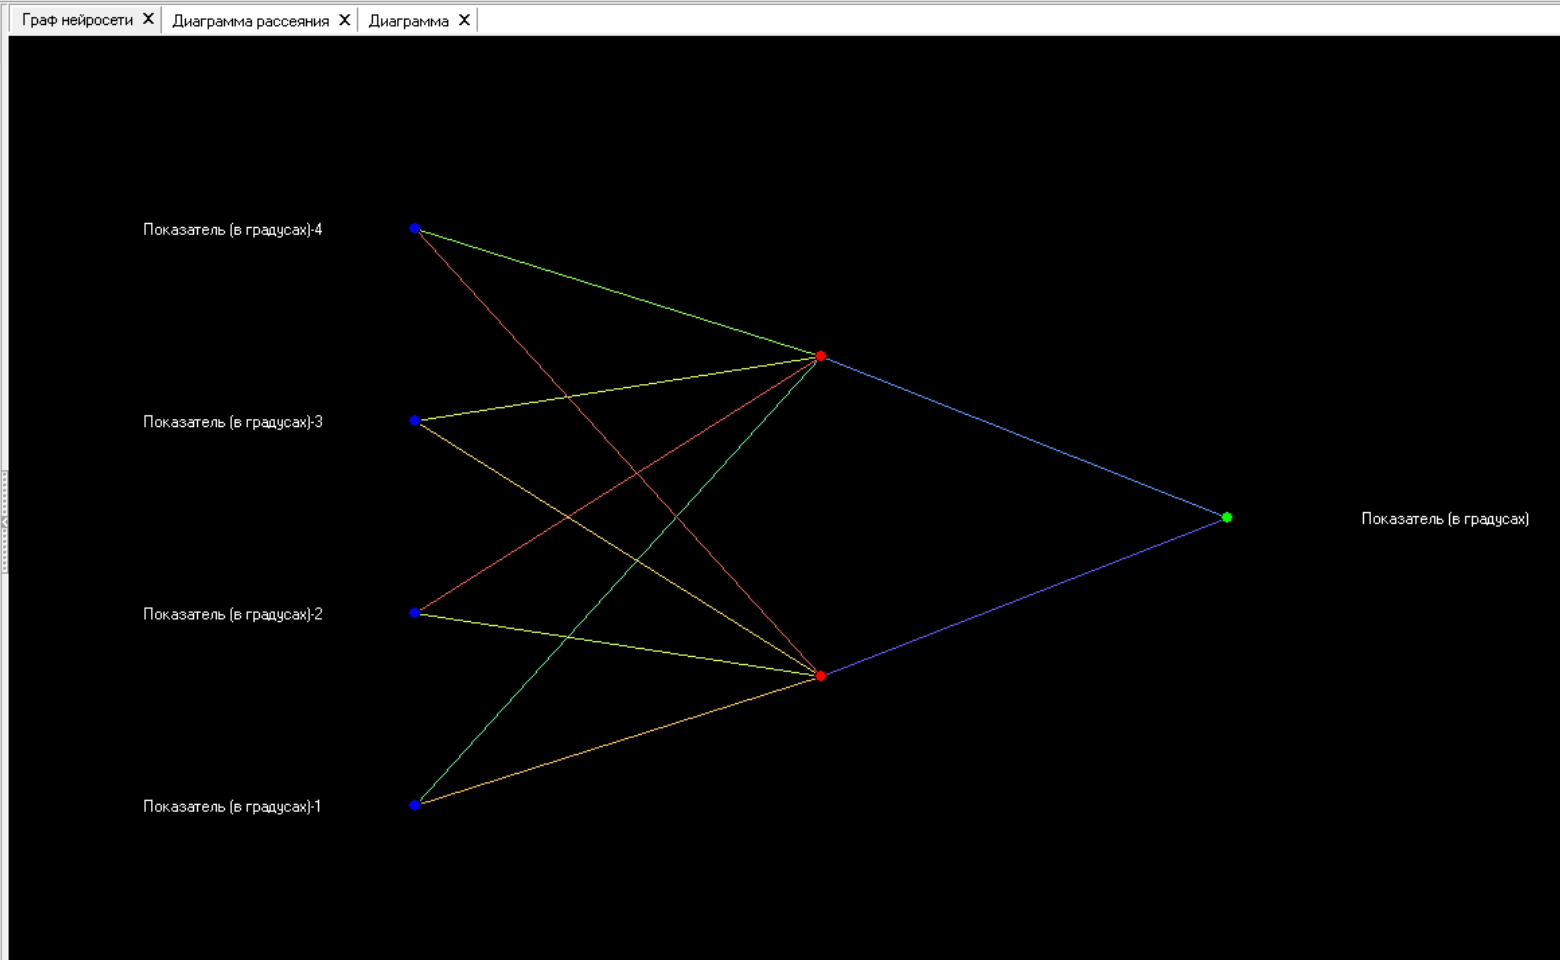 Граф нейросети X Диаграмма рассеяния X Диаграмма X
Показатель (в градусах)-4
Показатель (в градусах)-3
Показатель (в градусах)
Показатель (в градусах)-2
Показатель (в градусах)-1